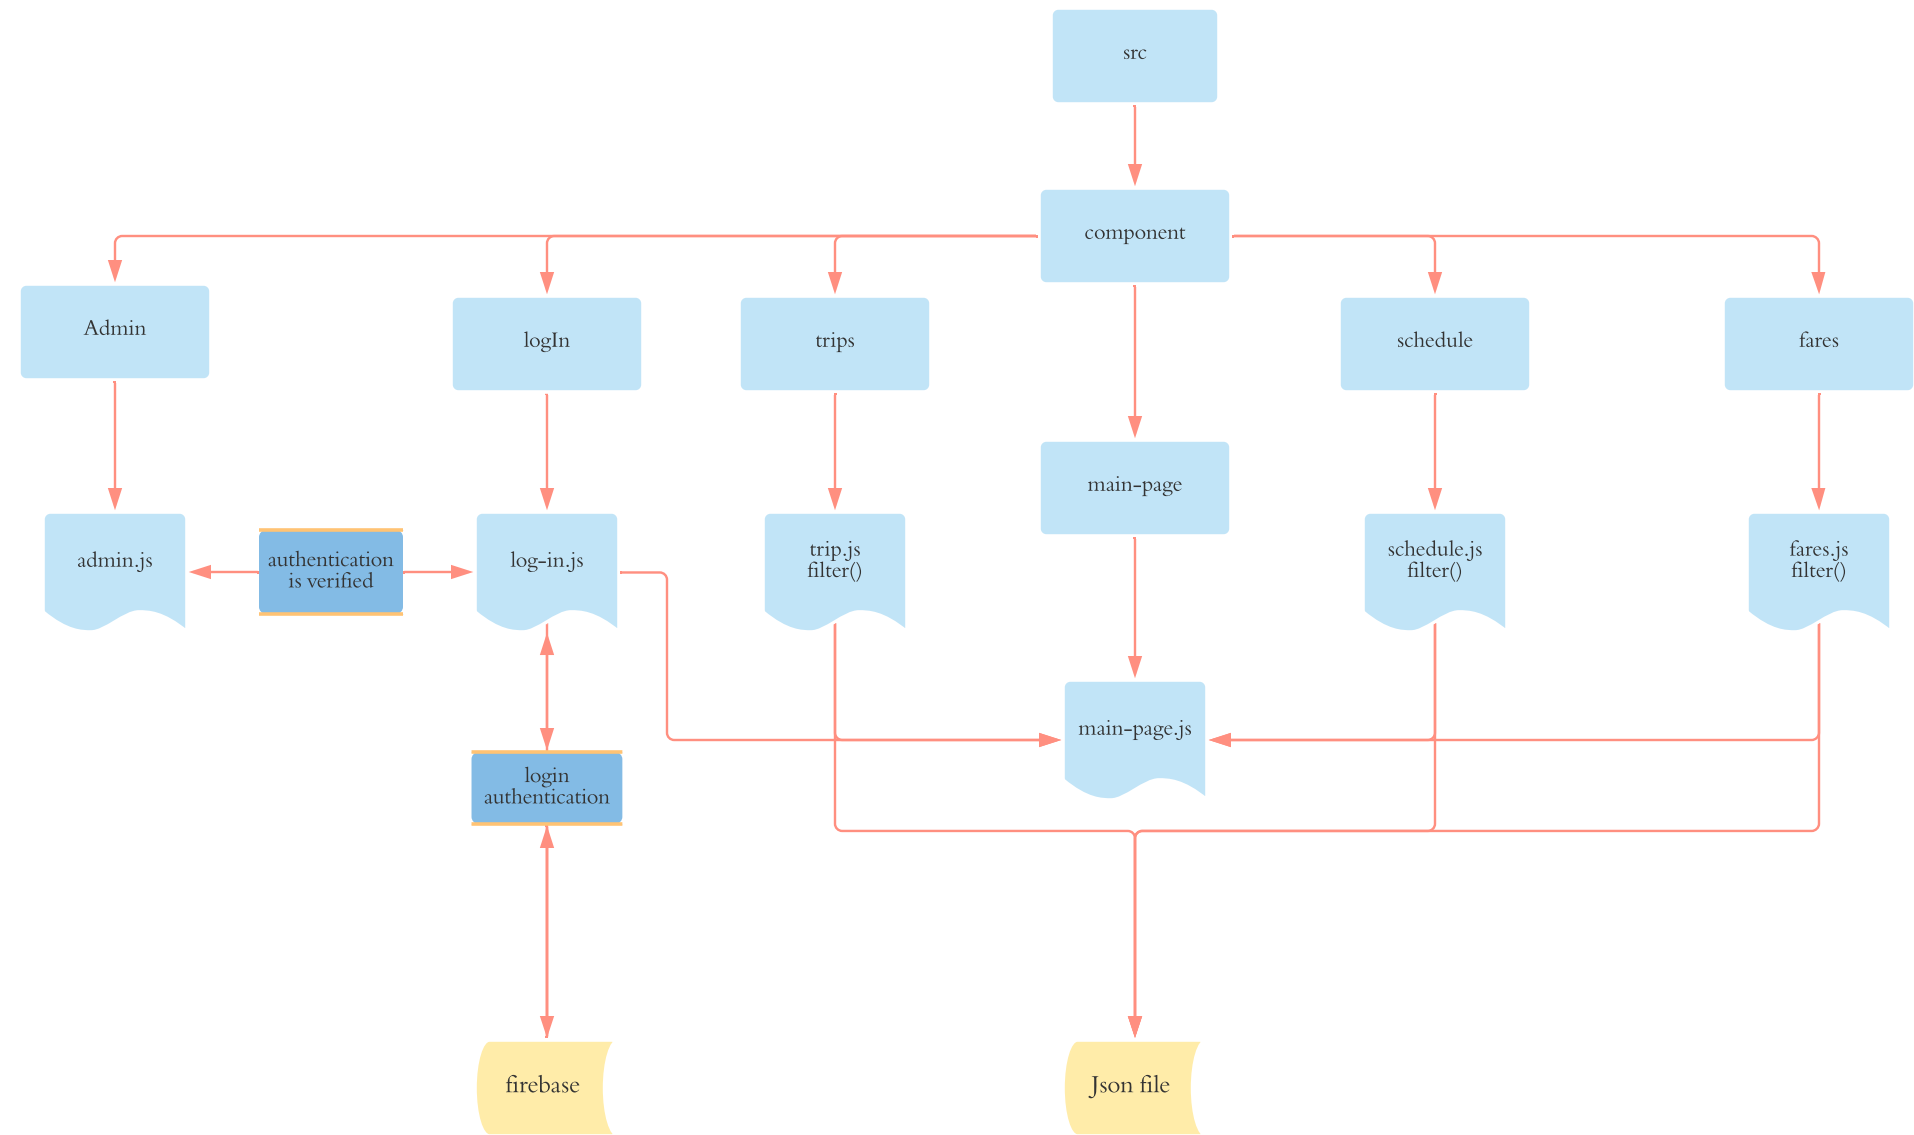 src
component
Admin
logIn
trips
schedule
fares
main-page
admin.js
authentication
is verified
log-in.js
trip.js
filter()
schedule.js
filter()
fares.js
filter()
main-page.js
login
authentication
firebase
Json file